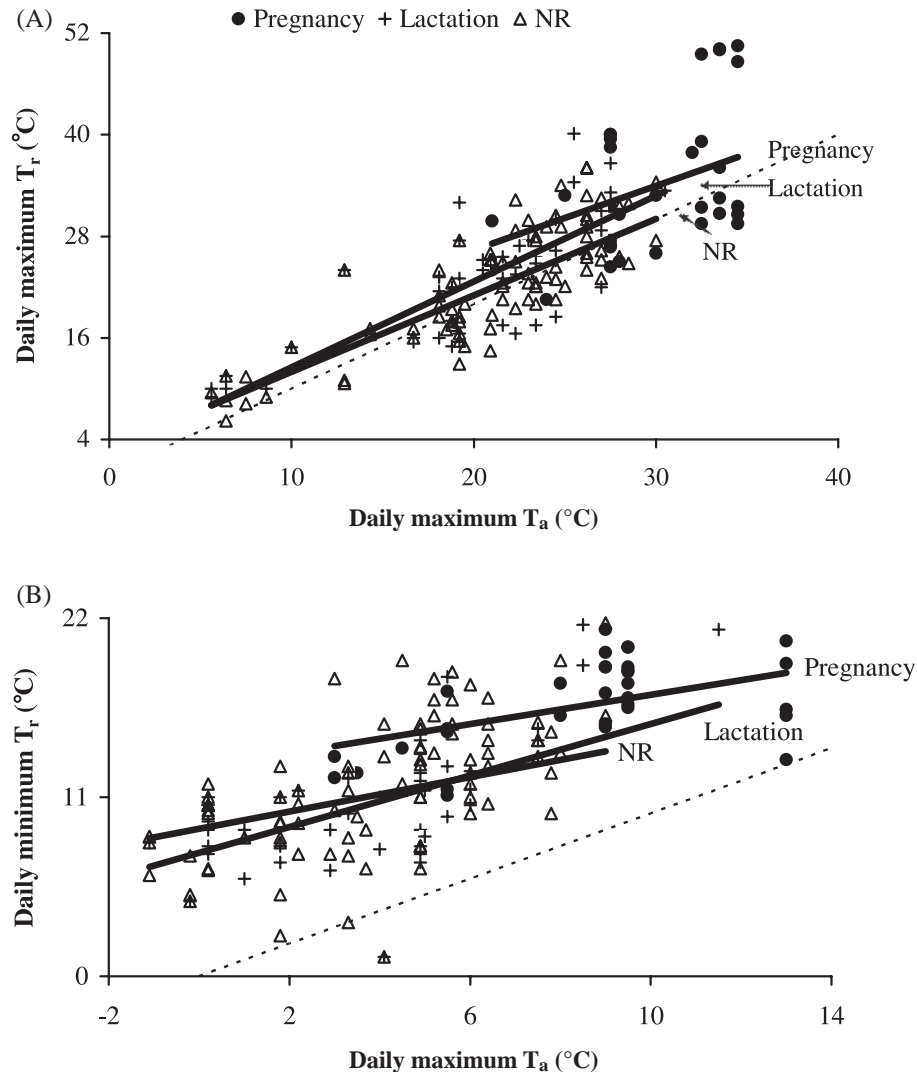 (A)
● Pregnancy + Lactation △ NR
52
40
28
16
4
Daily maximum Tr (°C)
Pregnancy
Lactation
NR
0 10 20 30 40
Daily maximum Ta (°C)
(B)
22
11
0
Daily minimum Tr (°C)
Pregnancy
Lactation
NR
-2 2 6 10 14
Daily maximum Ta (°C)